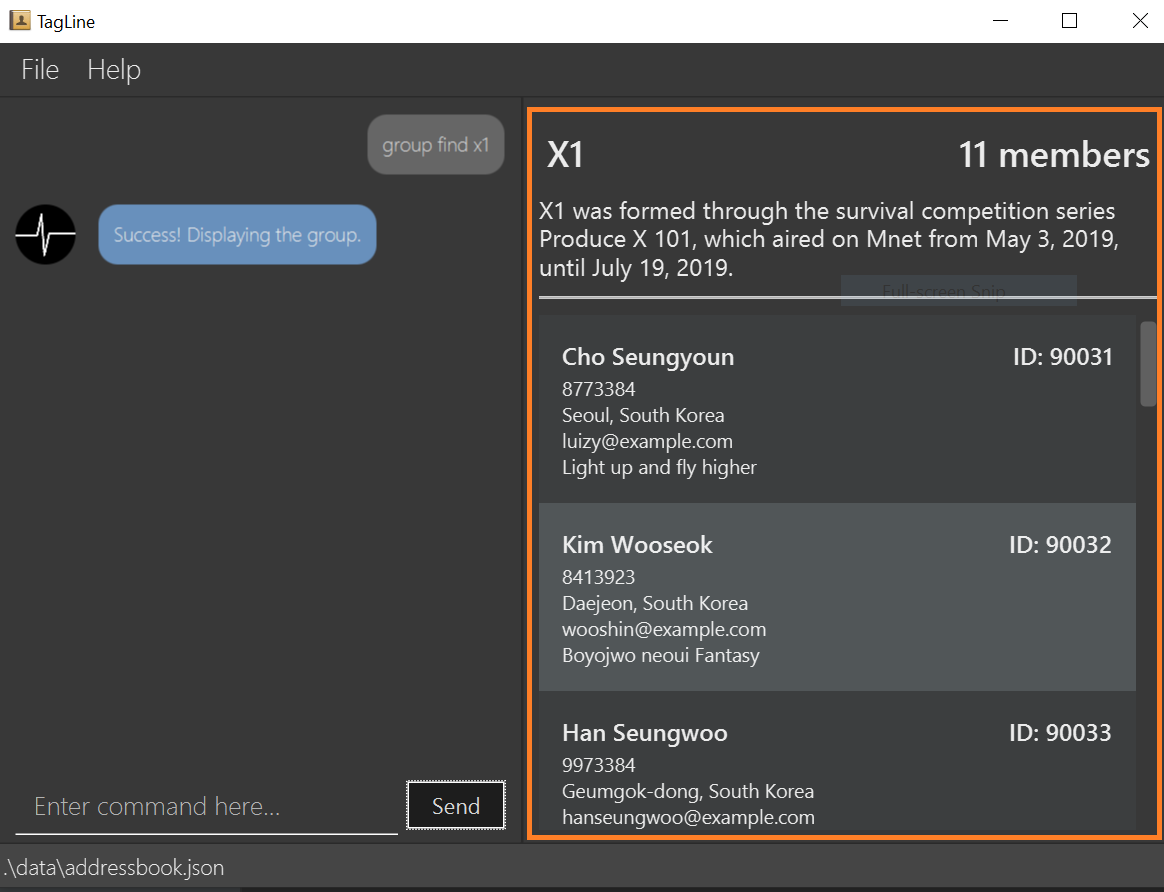 TagLine
File Help
group find x1
Success! Displaying the group.
Enter command here...
Send
X1 11 members
X1 was formed through the survival competition series
Produce X 101, which aired on Mnet from May 3, 2019,
until July 19, 2019.
Full-screen Snip
Cho Seungyoun ID: 90031
8773384
Seoul, South Korea
luizy@example.com
Light up and fly higher
Kim Wooseok ID: 90032
8413923
Daejeon, South Korea
wooshin@example.com
Boyojwo neoui Fantasy
Han Seungwoo ID: 90033
9973384
Geumgok-dong, South Korea
hanseungwoo@example.com
.\data\addressbook.json